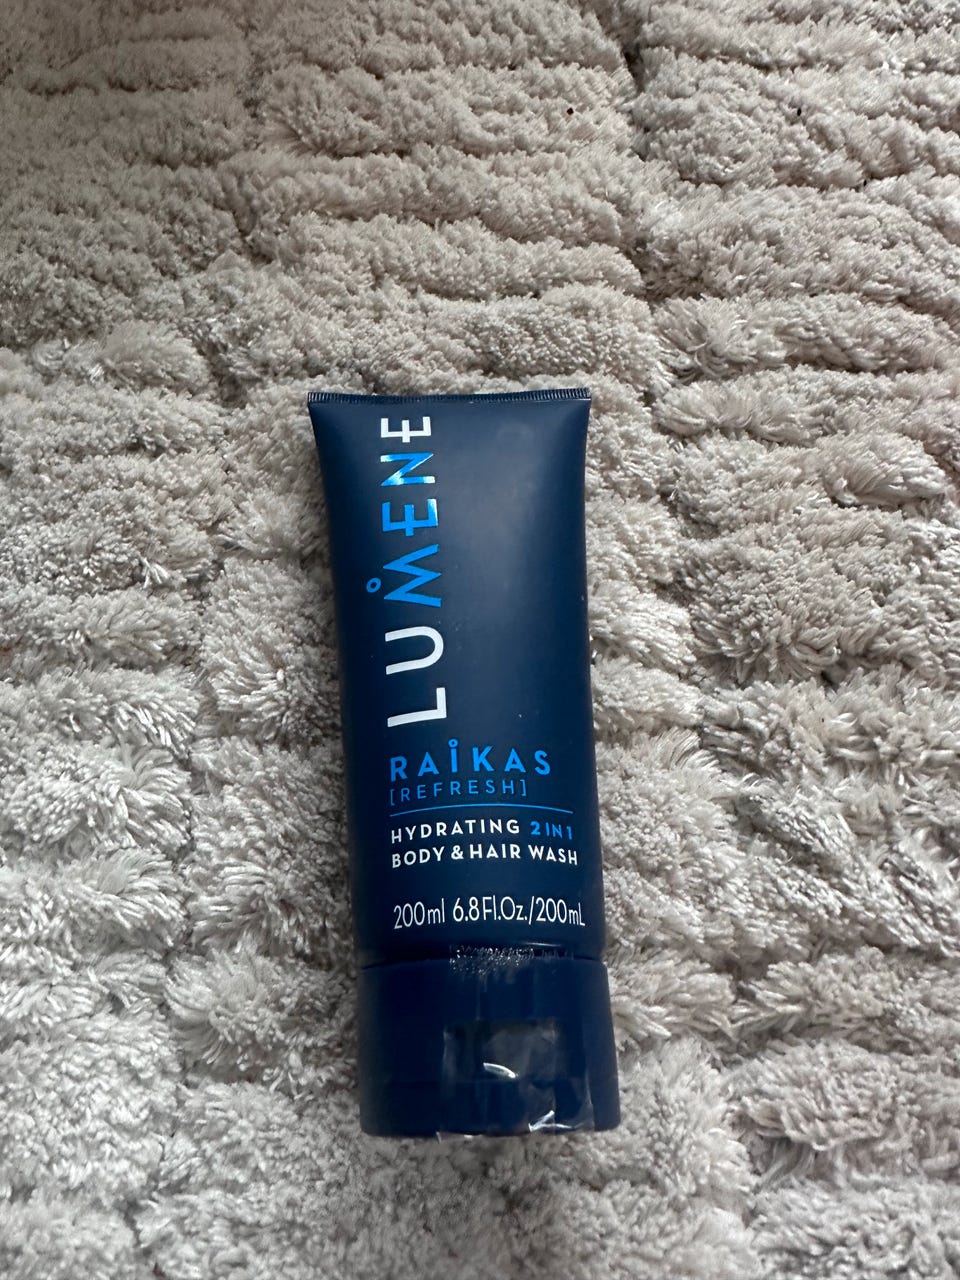 LUMENE
RAIKAS
[REFRESH]
HYDRATING 2IN1
BODY & HAIR WASH
200ml 6.8Fl.Oz./200mL